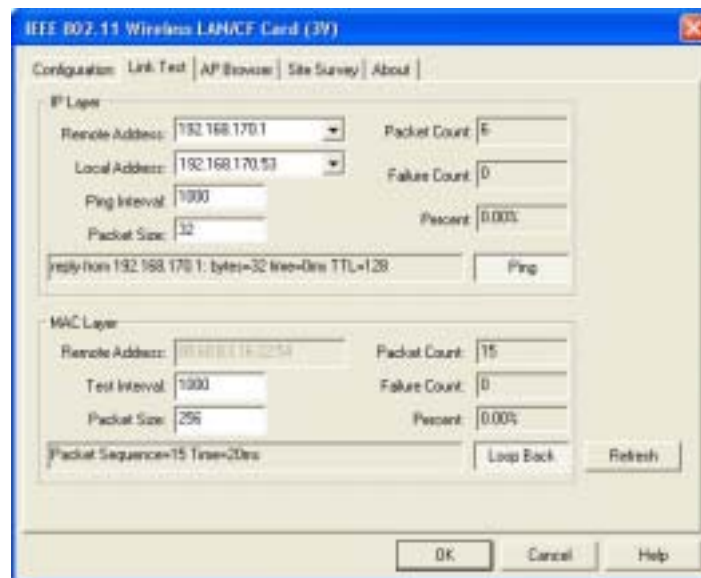 IEEE 802.11 Wireless LAN/CF Card (3V)
Configuration Link Test AP Browser Site Survey About
IP Layer
Remote Address: 192.168.170.1 Packet Count: 6
Local Address: 192.168.170.53 Failure Count: 0
Ping Interval: 1000 Percent: 0.00%
Packet Size: 32
reply from 192.168.170.1: bytes=32 time=0ms TTL=128 Ping
MAC Layer
Remote Address: Packet Count: 15
Test Interval: 1000 Failure Count: 0
Packet Size: 256 Percent: 0.00%
Packet Sequence=15 Time=20ms Loop Back Refresh
OK Cancel Help